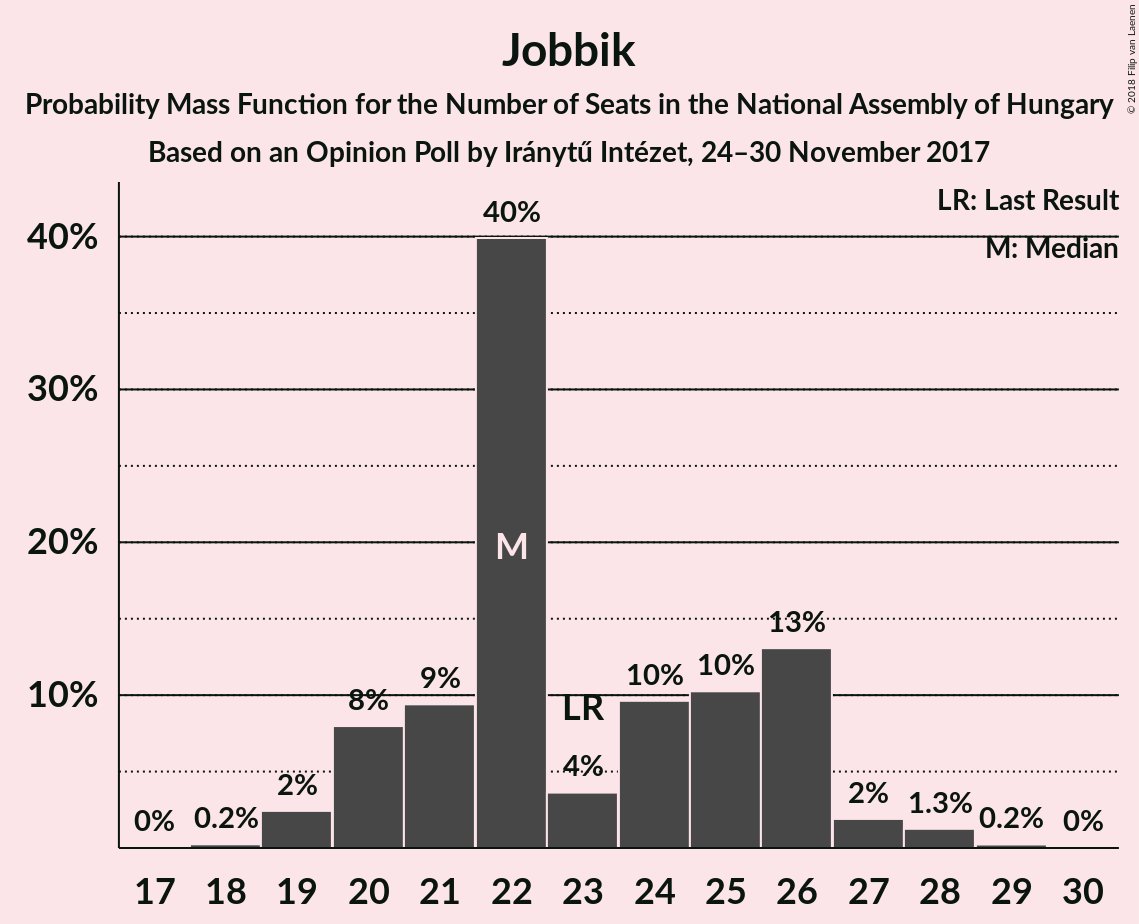 Jobbik
Probability Mass Function for the Number of Seats in the National Assembly of Hungary
Based on an Opinion Poll by Iránytű Intézet, 24–30 November 2017
© 2018 Filip van Laenen
LR: Last Result
M: Median
40%
30%
20%
10%
0%
0.2%
2%
8%
9%
40%
M
LR
4%
10%
10%
13%
2%
1.3%
0.2%
0%
17 18 19 20 21 22 23 24 25 26 27 28 29 30